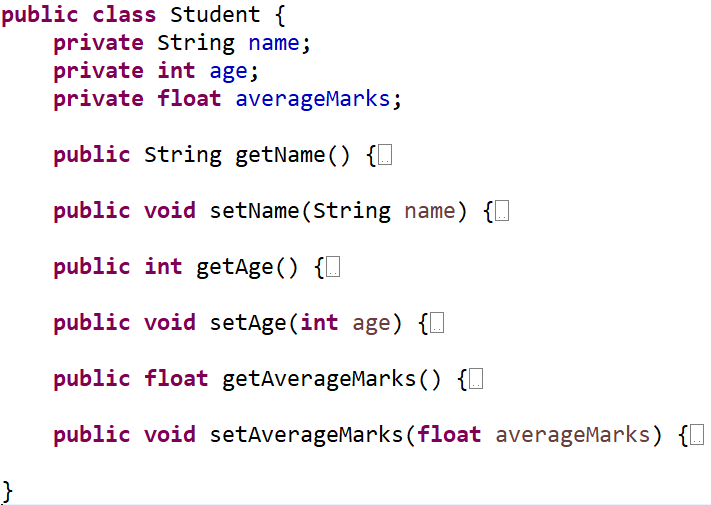 public class Student {
    private String name;
    private int age;
    private float averageMarks;
    public String getName() {..
    public void setName(String name) {..
    public int getAge() {..
    public void setAge(int age) {..
    public float getAverageMarks() {..
    public void setAverageMarks(float averageMarks) {..
}